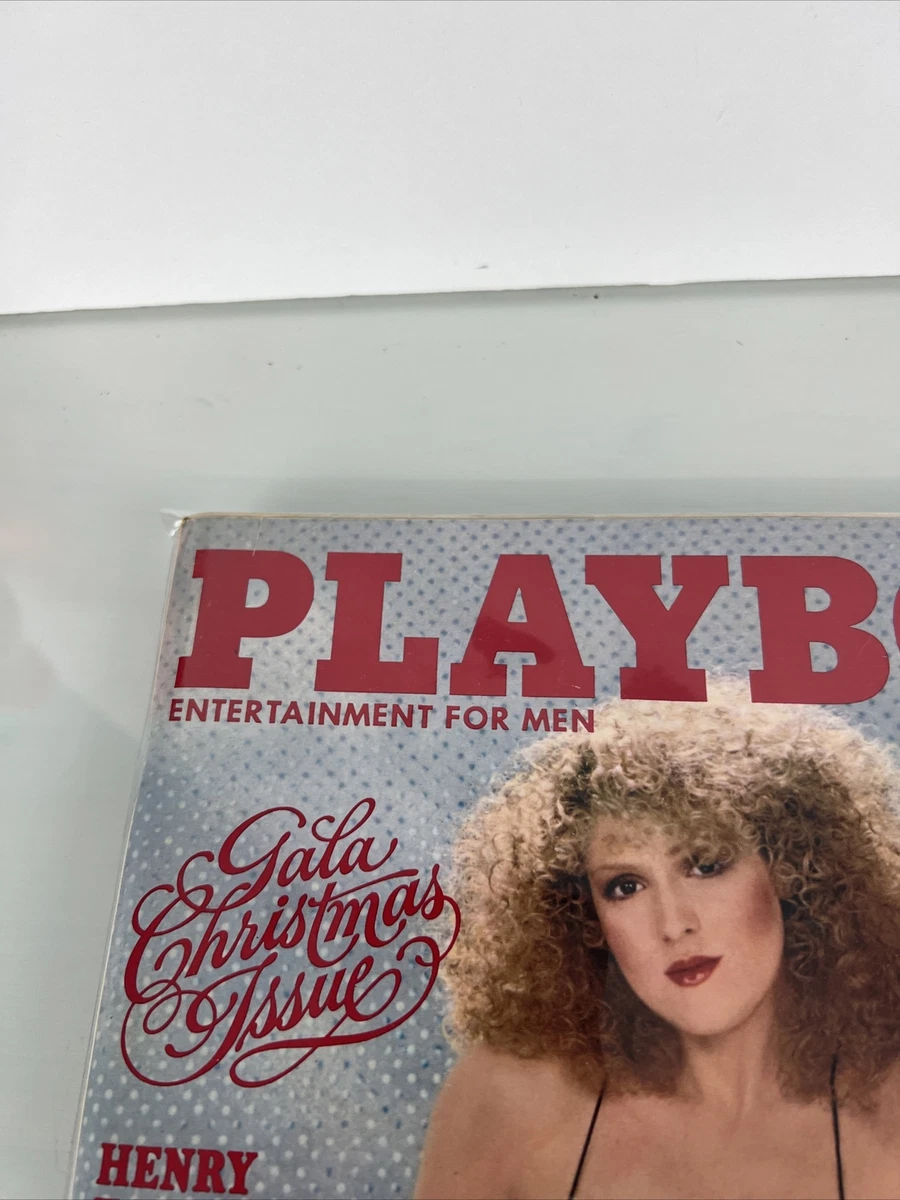 PLAYB
ENTERTAINMENT FOR MEN
Gala
Christmas
Issue
HENRY